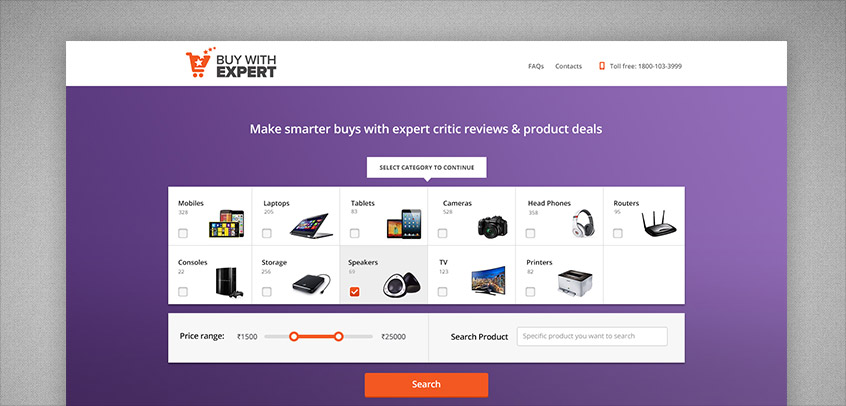 BUY WITH
EXPERT
FAQs Contacts Toll free: 1800-103-3999
Make smarter buys with expert critic reviews & product deals
SELECT CATEGORY TO CONTINUE
Mobiles Laptops Tablets Cameras Head Phones Routers
328 205 83 528 358 95
Consoles Storage Speakers TV Printers
22 256 69 123 82
Price range: ₹1500 ₹25000 Search Product Specific product you want to search
Search